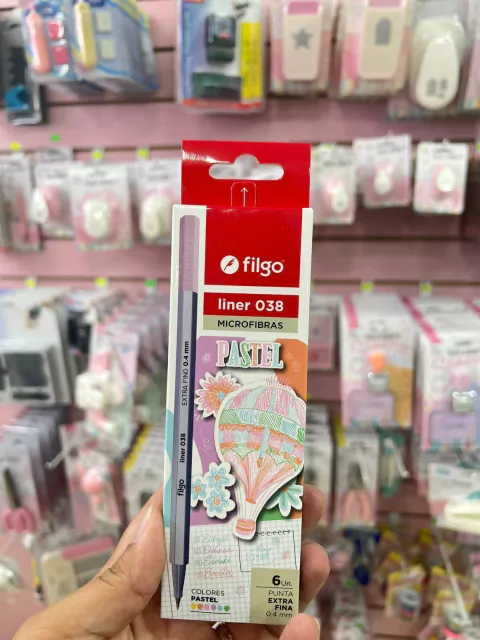 filgo
liner 038
MICROFIBRAS
PASTEL
EXTRA FINO 0.4 mm
liner 038
filgo
COLORES
PASTEL
6 Un.
PUNTA
EXTRA
FINA
0.4 mm